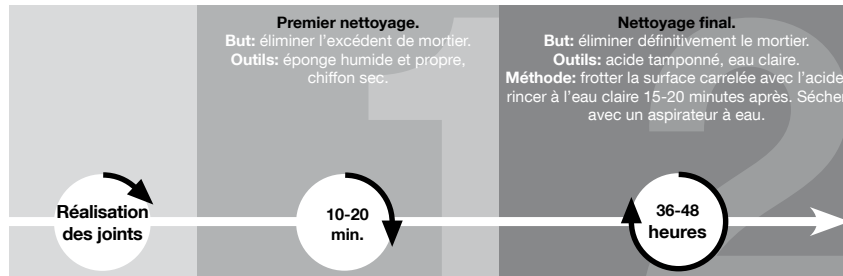 Premier nettoyage.
But: éliminer l'excédent de mortier.
Outils: éponge humide et propre,
chiffon sec.
Nettoyage final.
But: éliminer définitivement le mortier.
Outils: acide tamponné, eau claire.
Méthode: frotter la surface carrelée avec l'acide
rincer à l'eau claire 15-20 minutes après. Sécher
avec un aspirateur à eau.
1
2
Réalisation
des joints
10-20
min.
36-48
heures